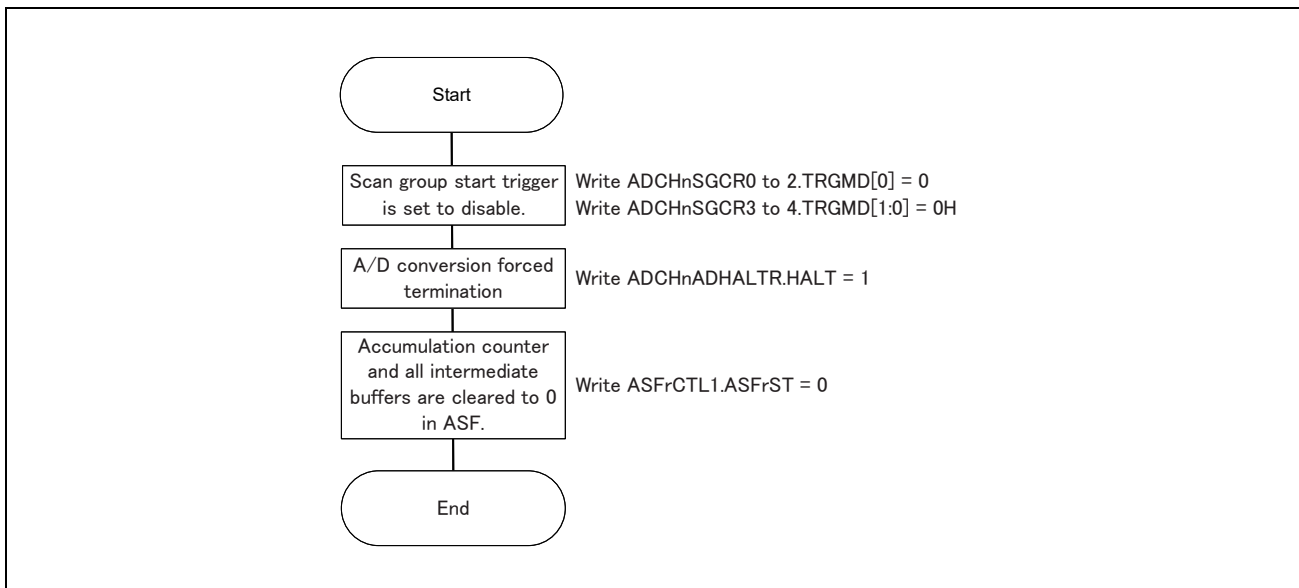 Start
Scan group start trigger
is set to disable.
Write ADCHnSGCR0 to 2.TRGMD[0] = 0
Write ADCHnSGCR3 to 4.TRGMD[1:0] = 0H
A/D conversion forced
termination
Write ADCHnADHALTR.HALT = 1
Accumulation counter
and all intermediate
buffers are cleared to 0
in ASF.
Write ASFrCTL1.ASFrST = 0
End